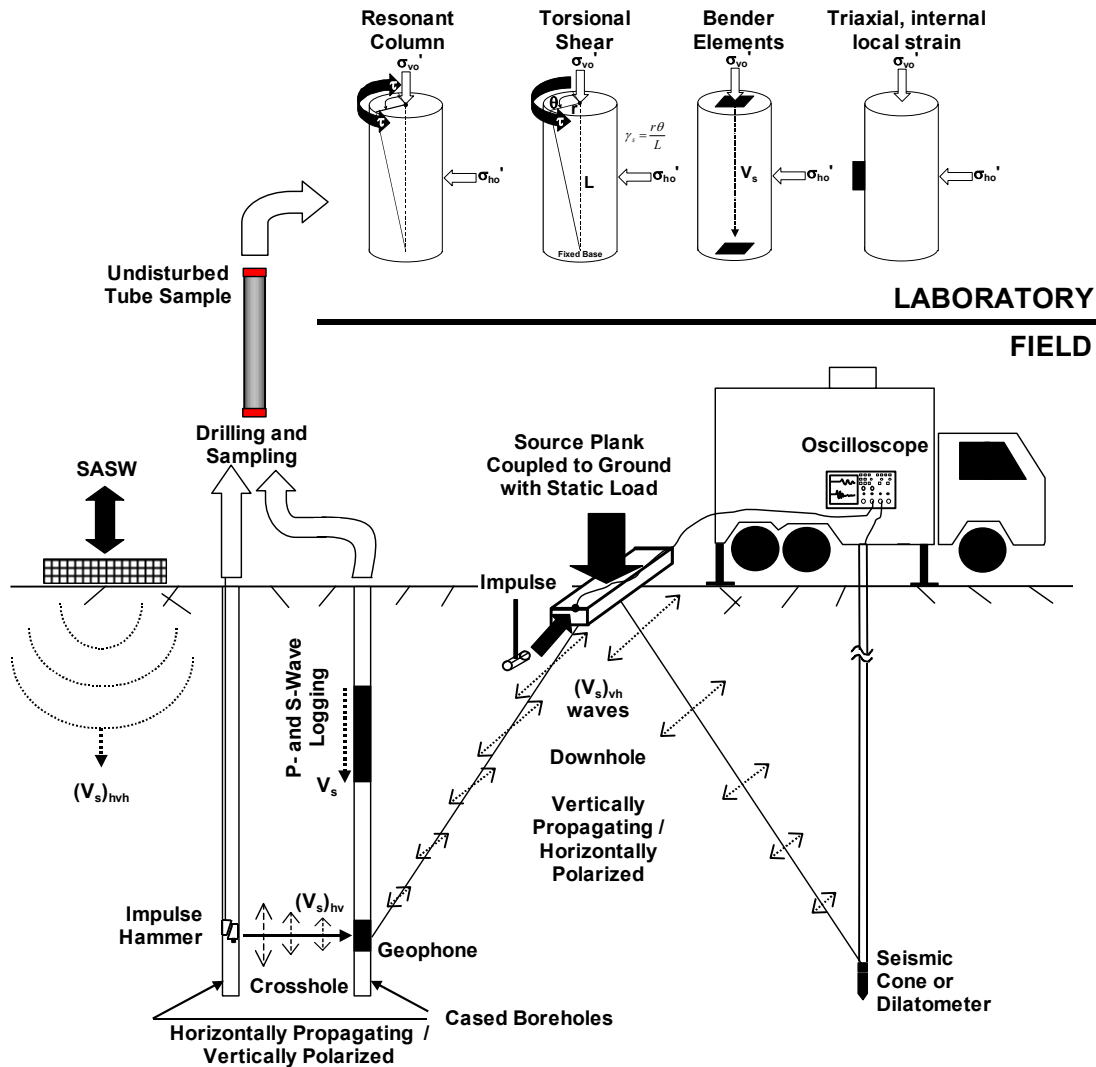 Resonant
Column
σvo'
τ
τ
σho'
Torsional
Shear
σvo'
θ
r
τ
γs = rθ/L
L
σho'
Fixed Base
Bender
Elements
σvo'
Vs
σho'
Triaxial, internal
local strain
σvo'
σho'
Undisturbed
Tube Sample
LABORATORY
FIELD
Drilling and
Sampling
SASW
Source Plank
Coupled to Ground
with Static Load
Oscilloscope
Impulse
P- and S-Wave
Logging
Vs
(Vs)hvh
(Vs)vh
waves
Downhole
Vertically
Propagating /
Horizontally
Polarized
(Vs)hv
Impulse
Hammer
Geophone
Crosshole
Seismic
Cone or
Dilatometer
Cased Boreholes
Horizontally Propagating /
Vertically Polarized